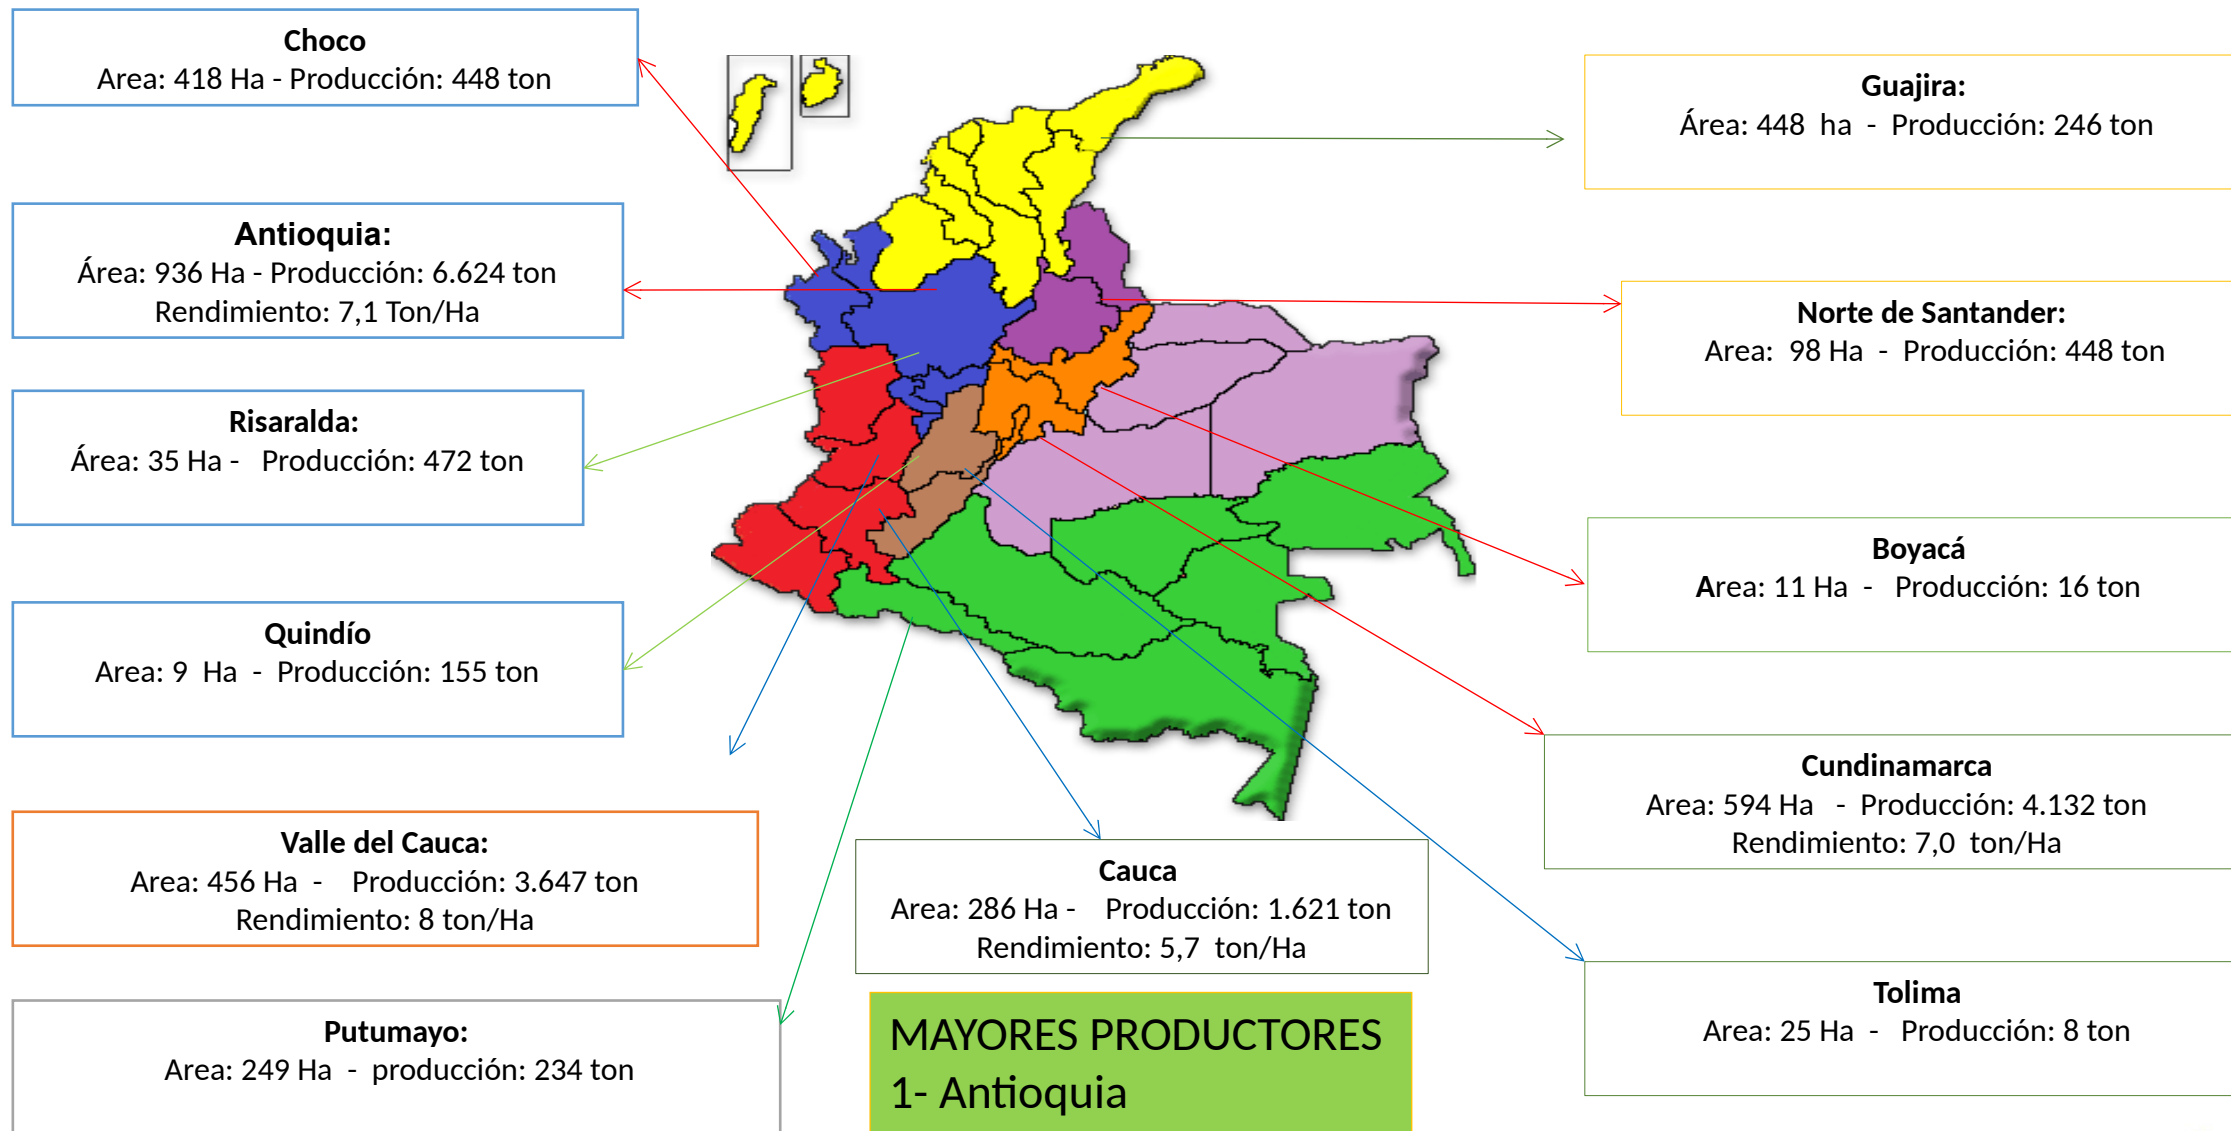 Choco
Area: 418 Ha - Producción: 448 ton
Antioquia:
Área: 936 Ha - Producción: 6.624 ton
Rendimiento: 7,1 Ton/Ha
Risaralda:
Área: 35 Ha - Producción: 472 ton
Quindío
Area: 9 Ha - Producción: 155 ton
Valle del Cauca:
Area: 456 Ha - Producción: 3.647 ton
Rendimiento: 8 ton/Ha
Putumayo:
Area: 249 Ha - producción: 234 ton
Cauca
Area: 286 Ha - Producción: 1.621 ton
Rendimiento: 5,7 ton/Ha
MAYORES PRODUCTORES
1- Antioquia
Guajira:
Área: 448 ha - Producción: 246 ton
Norte de Santander:
Area: 98 Ha - Producción: 448 ton
Boyacá
Area: 11 Ha - Producción: 16 ton
Cundinamarca
Area: 594 Ha - Producción: 4.132 ton
Rendimiento: 7,0 ton/Ha
Tolima
Area: 25 Ha - Producción: 8 ton